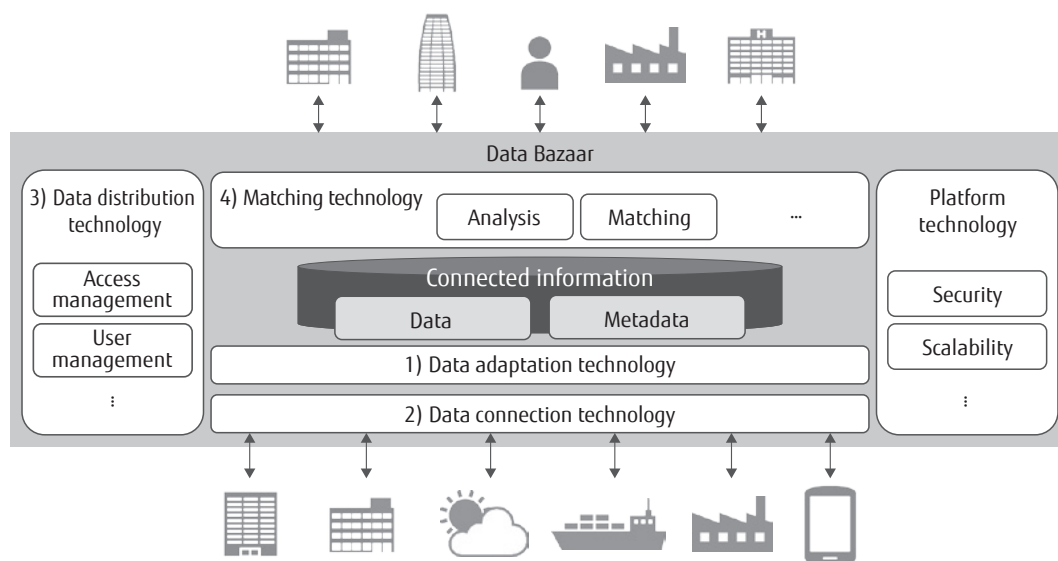 H
Data Bazaar
3) Data distribution
technology
Access
management
User
management
⋮
4) Matching technology
Analysis
Matching
...
Connected information
Data
Metadata
1) Data adaptation technology
2) Data connection technology
Platform
technology
Security
Scalability
⋮